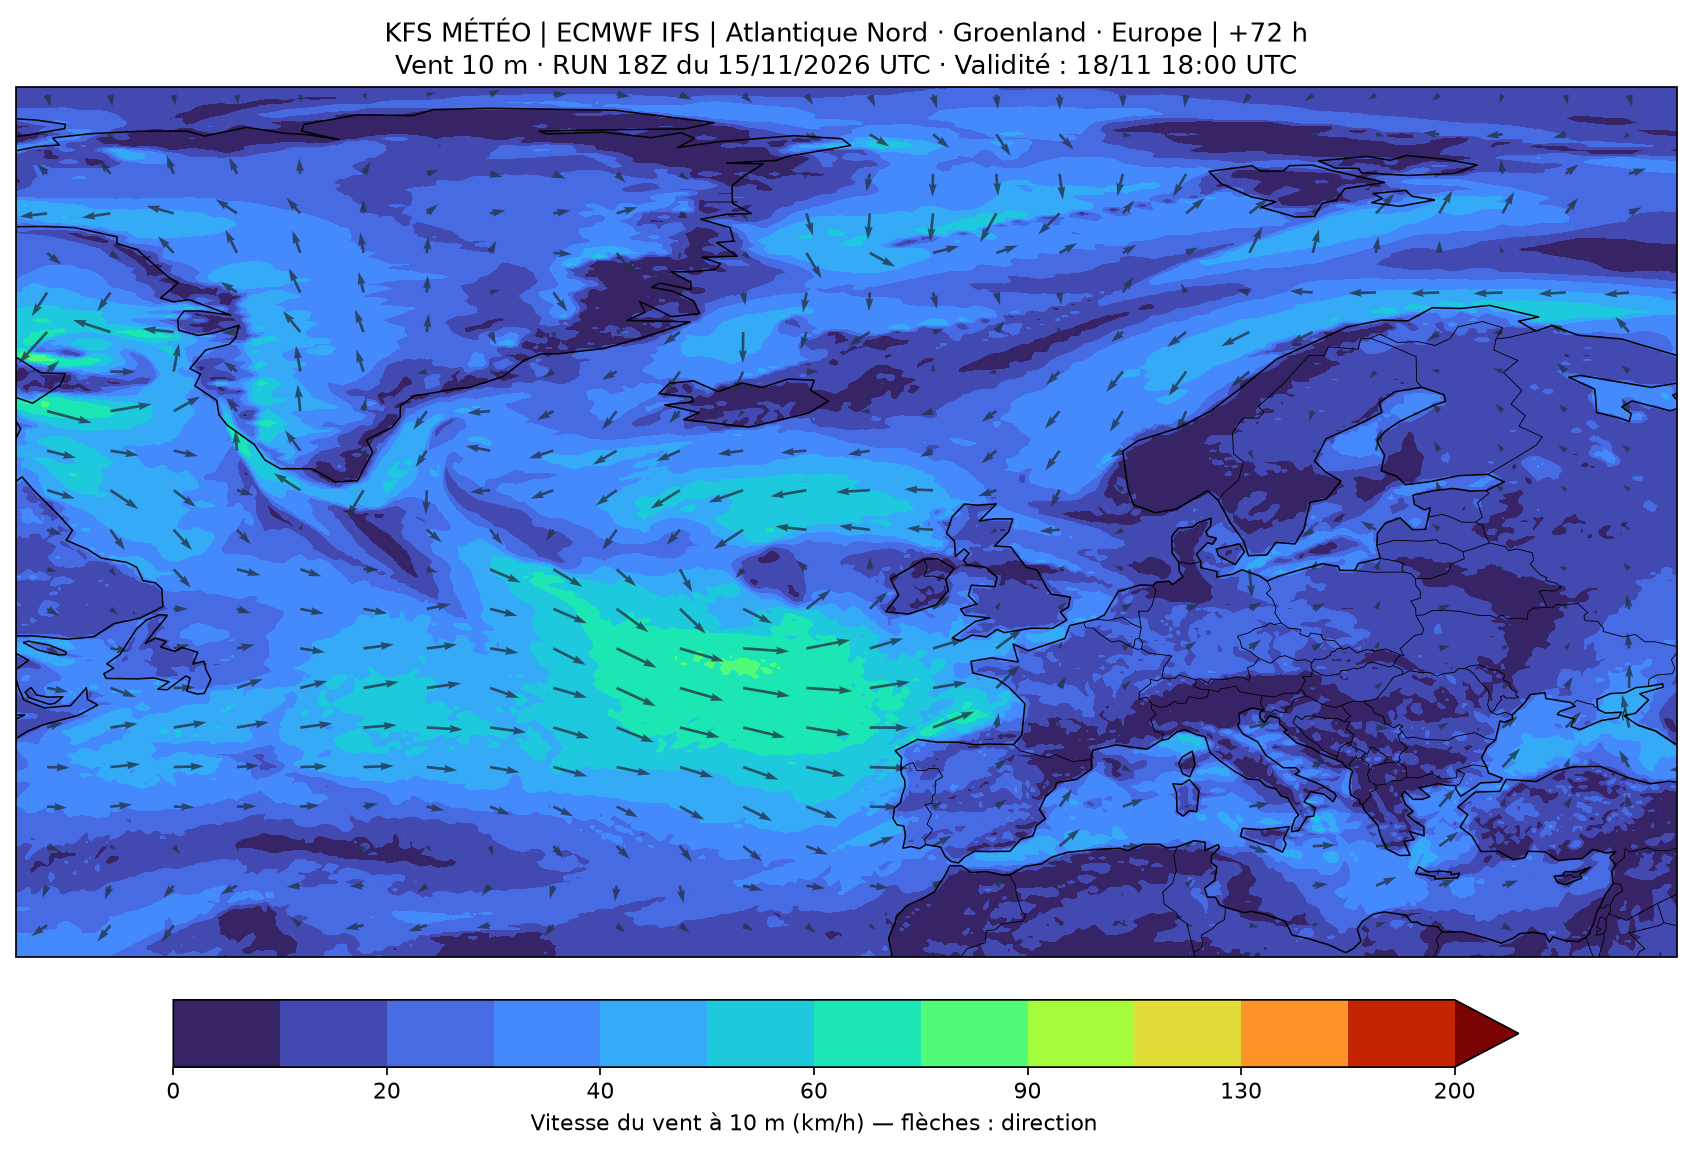 KFS MÉTÉO | ECMWF IFS | Atlantique Nord · Groenland · Europe | +72 h
Vent 10 m · RUN 18Z du 15/11/2026 UTC · Validité : 18/11 18:00 UTC
0 20 40 60 90 130 200
Vitesse du vent à 10 m (km/h) — flèches : direction